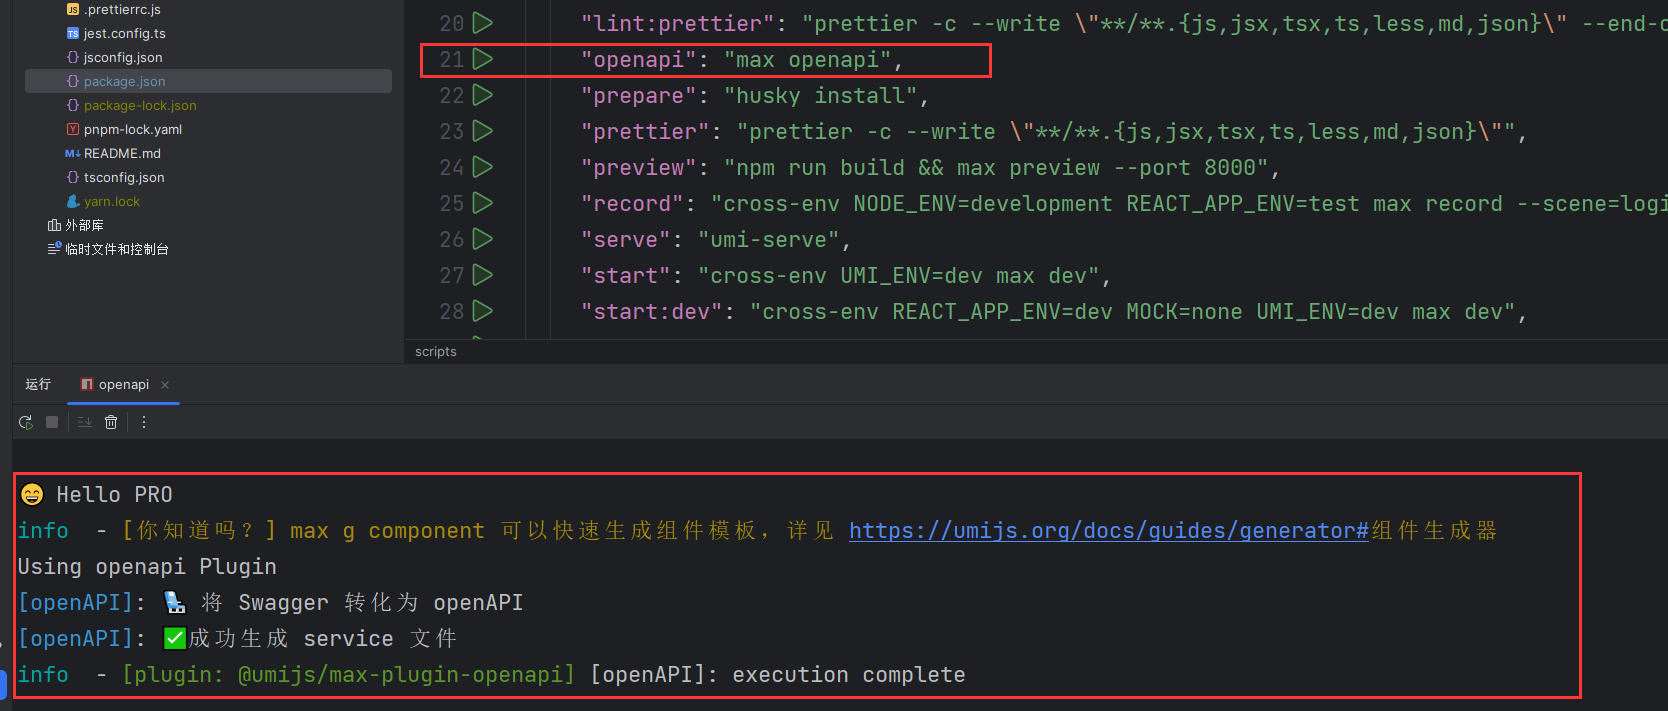 .prettierrc.js
jest.config.ts
jsconfig.json
package.json
package-lock.json
pnpm-lock.yaml
README.md
tsconfig.json
yarn.lock
外部库
临时文件和控制台
20 "lint:prettier": "prettier -c --write \"**/**.{js,jsx,tsx,ts,less,md,json}\" --end-o
21 "openapi": "max openapi",
22 "prepare": "husky install",
23 "prettier": "prettier -c --write \"**/**.{js,jsx,tsx,ts,less,md,json}\"",
24 "preview": "npm run build && max preview --port 8000",
25 "record": "cross-env NODE_ENV=development REACT_APP_ENV=test max record --scene=logi
26 "serve": "umi-serve",
27 "start": "cross-env UMI_ENV=dev max dev",
28 "start:dev": "cross-env REACT_APP_ENV=dev MOCK=none UMI_ENV=dev max dev",
scripts
运行 openapi
😄 Hello PRO
info - [你知道吗？] max g component 可以快速生成组件模板，详见 https://umijs.org/docs/guides/generator#组件生成器
Using openapi Plugin
[openAPI]: 💺 将 Swagger 转化为 openAPI
[openAPI]: ✅成功生成 service 文件
info - [plugin: @umijs/max-plugin-openapi] [openAPI]: execution complete